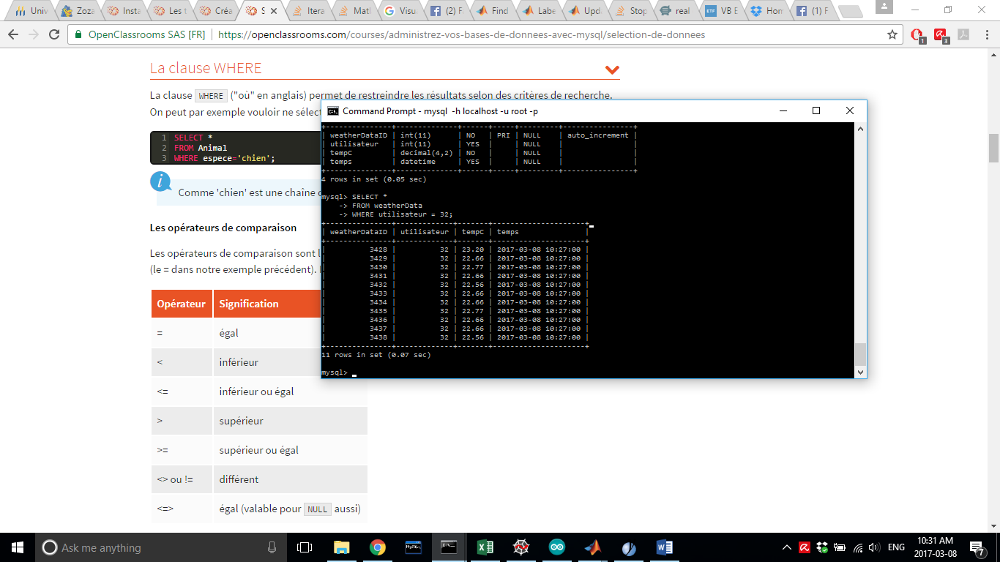 Univ
Zoza
Insta
Les t
Créa
S
Itera
Matl
Visua
(2) F
Find
Labe
Upda
Stop
real
VB E
Hon
(1) F
OpenClassrooms SAS [FR] | https://openclassrooms.com/courses/administrez-vos-bases-de-donnees-avec-mysql/selection-de-donnees
1
3
La clause WHERE
La clause WHERE ("où" en anglais) permet de restreindre les résultats selon des critères de recherche.
On peut par exemple vouloir ne sélect
1 SELECT *
2 FROM Animal
3 WHERE espece='chien';
i
Comme 'chien' est une chaîne
Les opérateurs de comparaison
Les opérateurs de comparaison sont l
(le = dans notre exemple précédent).
Opérateur Signification
= égal
< inférieur
<= inférieur ou égal
> supérieur
>= supérieur ou égal
<> ou != différent
<=> égal (valable pour NULL aussi)
Command Prompt - mysql -h localhost -u root -p
+---------------+--------------+------+-----+---------+----------------+
| weatherDataID | int(11) | NO | PRI | NULL | auto_increment |
| utilisateur | int(11) | YES | | NULL | |
| tempC | decimal(4,2) | NO | | NULL | |
| temps | datetime | YES | | NULL | |
+---------------+--------------+------+-----+---------+----------------+
4 rows in set (0.05 sec)
mysql> SELECT *
-> FROM weatherData
-> WHERE utilisateur = 32;
+---------------+-------------+-------+---------------------+
| weatherDataID | utilisateur | tempC | temps |
+---------------+-------------+-------+---------------------+
| 3428 | 32 | 23.20 | 2017-03-08 10:27:00 |
| 3429 | 32 | 22.66 | 2017-03-08 10:27:00 |
| 3430 | 32 | 22.77 | 2017-03-08 10:27:00 |
| 3431 | 32 | 22.66 | 2017-03-08 10:27:00 |
| 3432 | 32 | 22.56 | 2017-03-08 10:27:00 |
| 3433 | 32 | 22.66 | 2017-03-08 10:27:00 |
| 3434 | 32 | 22.66 | 2017-03-08 10:27:00 |
| 3435 | 32 | 22.77 | 2017-03-08 10:27:00 |
| 3436 | 32 | 22.66 | 2017-03-08 10:27:00 |
| 3437 | 32 | 22.66 | 2017-03-08 10:27:00 |
| 3438 | 32 | 22.56 | 2017-03-08 10:27:00 |
+---------------+-------------+-------+---------------------+
11 rows in set (0.07 sec)
mysql>
Ask me anything
ENG
10:31 AM
2017-03-08
7